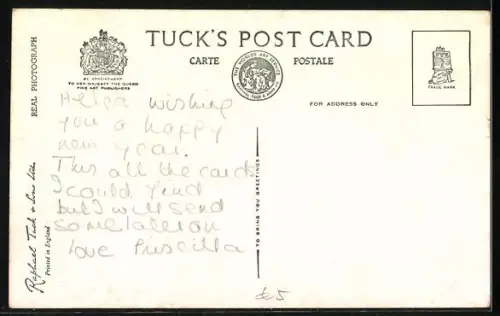 TUCK'S POST CARD
CARTE POSTALE
BY APPOINTMENT
TO HER MAJESTY THE QUEEN
FINE ART PUBLISHERS
REAL PHOTOGRAPH
TRADE MARK
FOR ADDRESS ONLY
Helga wishing
you a happy
new year.
This all the cards
I could find
but I will send
some later on
Love Priscilla
TO BRING YOU GREETINGS
Raphael Tuck & Sons Ltd.
Printed in England
£5